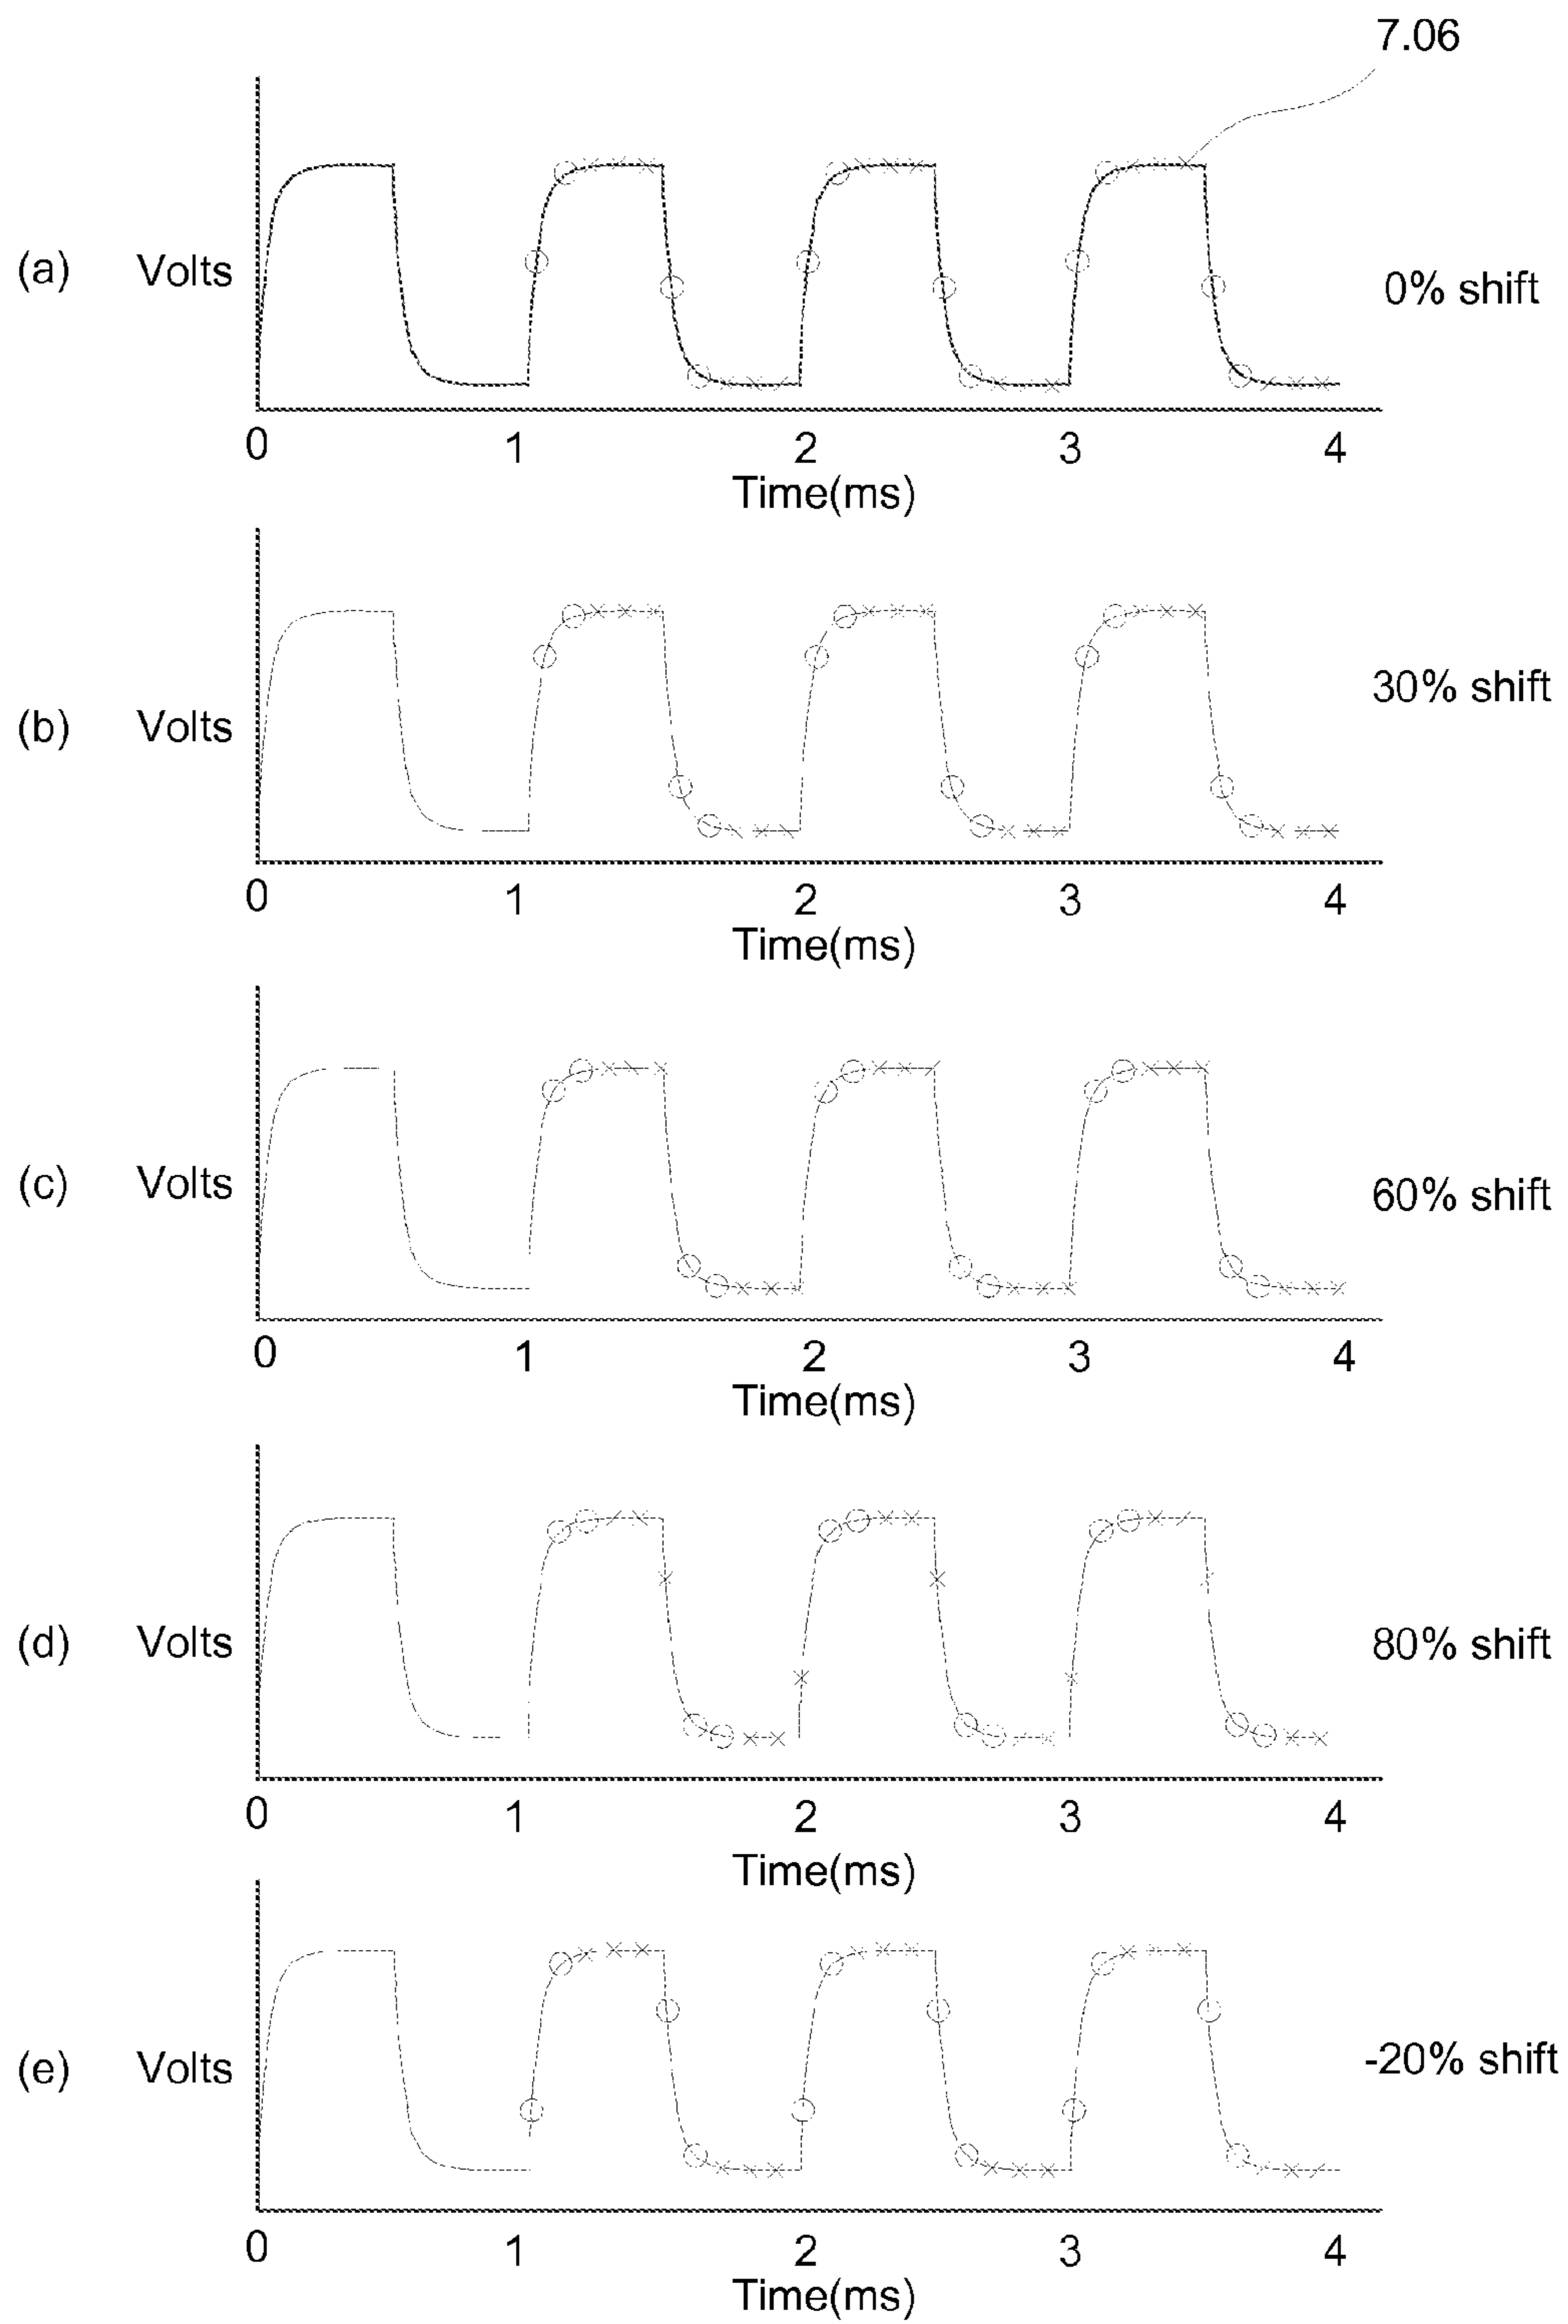 7.06
(a) Volts 0% shift
0 1 2 3 4
Time(ms)
(b) Volts 30% shift
0 1 2 3 4
Time(ms)
(c) Volts 60% shift
0 1 2 3 4
Time(ms)
(d) Volts 80% shift
0 1 2 3 4
Time(ms)
(e) Volts -20% shift
0 1 2 3 4
Time(ms)